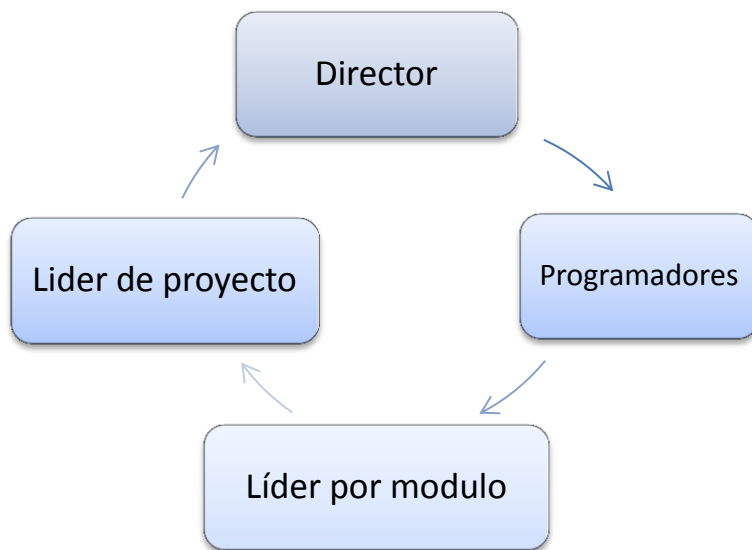 Director
Programadores
Líder por modulo
Lider de proyecto